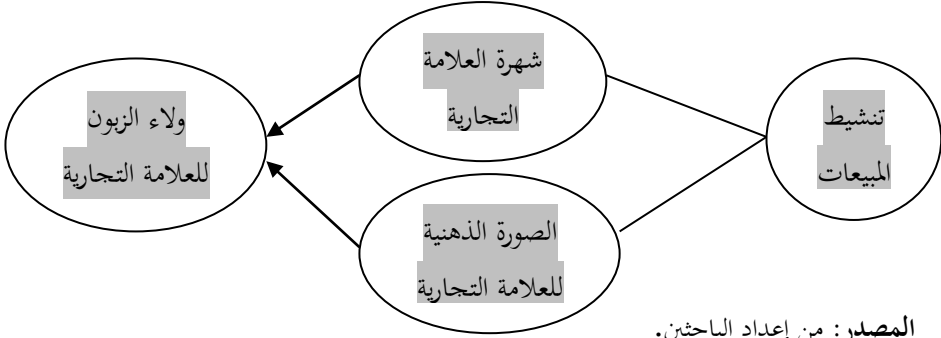 تنشيط
المبيعات
شهرة العلامة
التجارية
الصورة الذهنية
للعلامة التجارية
ولاء الزبون
للعلامة التجارية
المصدر: من إعداد الباحثين.